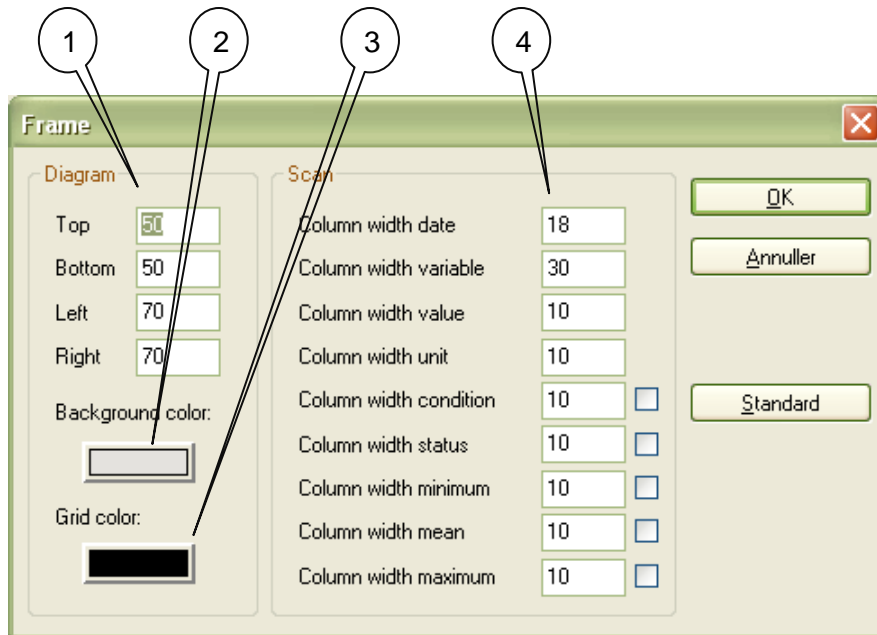 1 2 3 4
Frame
Diagram
Top 50
Bottom 50
Left 70
Right 70
Background color:
Grid color:
Scan
Column width date 18
Column width variable 30
Column width value 10
Column width unit 10
Column width condition 10
Column width status 10
Column width minimum 10
Column width mean 10
Column width maximum 10
OK
Annuller
Standard